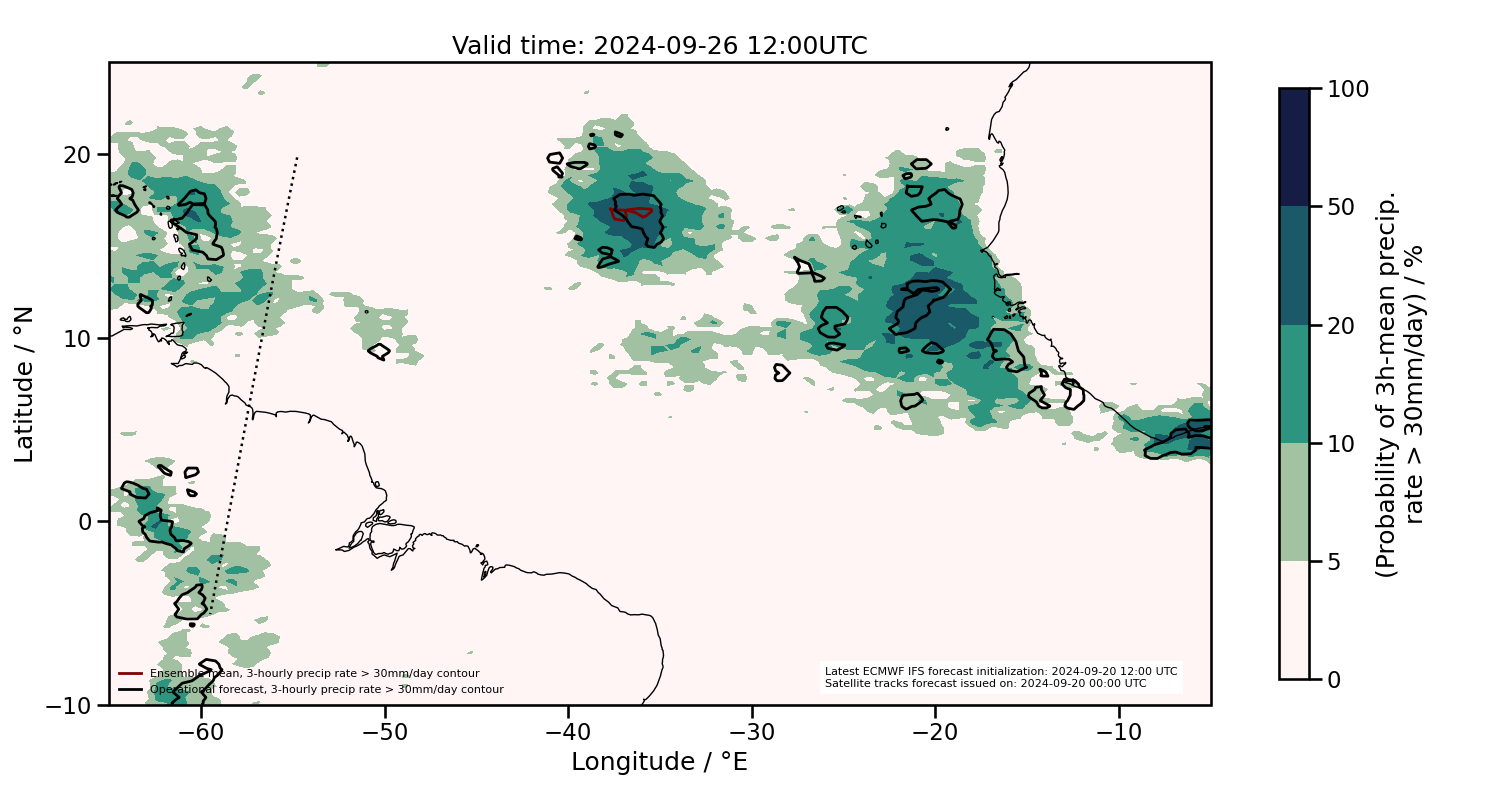 Valid time: 2024-09-26 12:00UTC
Latitude / °N
20
10
0
−10
−60
−50
−40
−30
−20
−10
Longitude / °E
Ensemble mean, 3-hourly precip rate > 30mm/day contour
Operational forecast, 3-hourly precip rate > 30mm/day contour
Latest ECMWF IFS forecast initialization: 2024-09-20 12:00 UTC
Satellite tracks forecast issued on: 2024-09-20 00:00 UTC
100
50
20
10
5
0
(Probability of 3h-mean precip.
rate > 30mm/day) / %